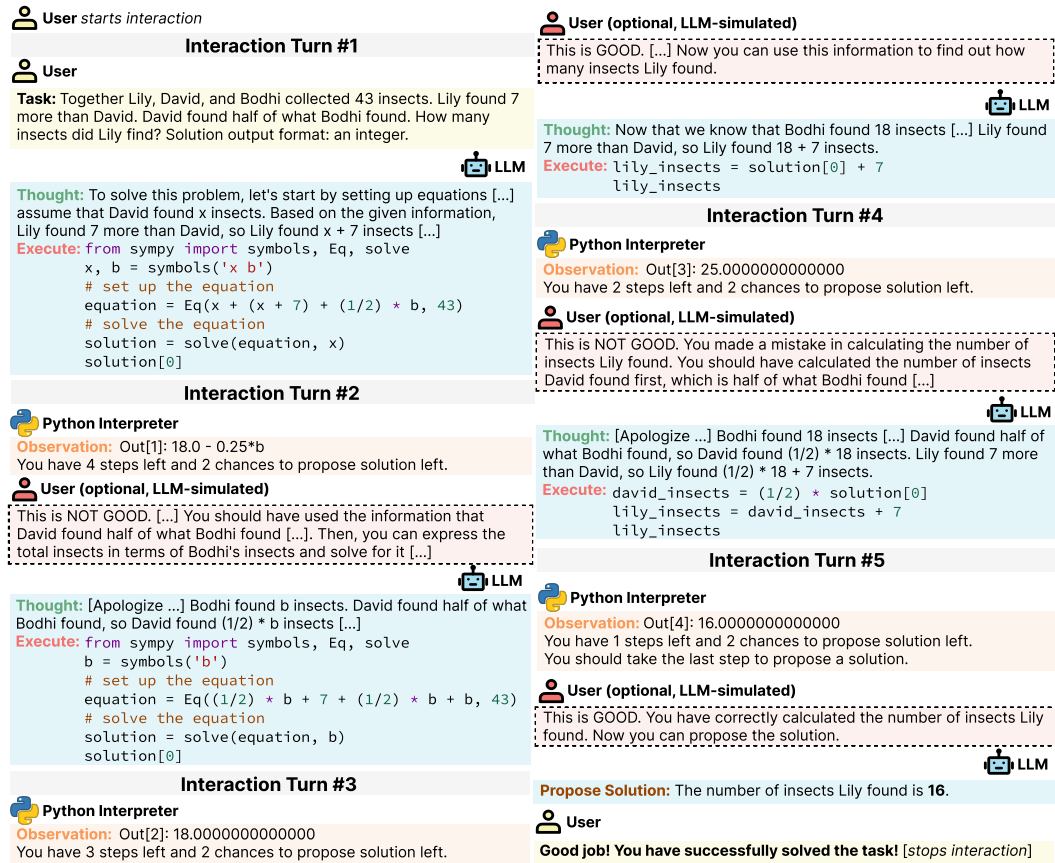 User starts interaction
Interaction Turn #1
User
Task: Together Lily, David, and Bodhi collected 43 insects. Lily found 7
more than David. David found half of what Bodhi found. How many
insects did Lily find? Solution output format: an integer.
LLM
Thought: To solve this problem, let's start by setting up equations [...]
assume that David found x insects. Based on the given information,
Lily found 7 more than David, so Lily found x + 7 insects [...]
Execute: from sympy import symbols, Eq, solve
x, b = symbols('x b')
# set up the equation
equation = Eq(x + (x + 7) + (1/2) * b, 43)
# solve the equation
solution = solve(equation, x)
solution[0]
Interaction Turn #2
Python Interpreter
Observation: Out[1]: 18.0 - 0.25*b
You have 4 steps left and 2 chances to propose solution left.
User (optional, LLM-simulated)
This is NOT GOOD. [...] You should have used the information that
David found half of what Bodhi found [...]. Then, you can express the
total insects in terms of Bodhi's insects and solve for it [...]
LLM
Thought: [Apologize ...] Bodhi found b insects. David found half of what
Bodhi found, so David found (1/2) * b insects [...]
Execute: from sympy import symbols, Eq, solve
b = symbols('b')
# set up the equation
equation = Eq((1/2) * b + 7 + (1/2) * b + b, 43)
# solve the equation
solution = solve(equation, b)
solution[0]
Interaction Turn #3
Python Interpreter
Observation: Out[2]: 18.0000000000000
You have 3 steps left and 2 chances to propose solution left.
User (optional, LLM-simulated)
This is GOOD. [...] Now you can use this information to find out how
many insects Lily found.
LLM
Thought: Now that we know that Bodhi found 18 insects [...] Lily found
7 more than David, so Lily found 18 + 7 insects.
Execute: lily_insects = solution[0] + 7
lily_insects
Interaction Turn #4
Python Interpreter
Observation: Out[3]: 25.0000000000000
You have 2 steps left and 2 chances to propose solution left.
User (optional, LLM-simulated)
This is NOT GOOD. You made a mistake in calculating the number of
insects Lily found. You should have calculated the number of insects
David found first, which is half of what Bodhi found [...]
LLM
Thought: [Apologize ...] Bodhi found 18 insects [...] David found half of
what Bodhi found, so David found (1/2) * 18 insects. Lily found 7 more
than David, so Lily found (1/2) * 18 + 7 insects.
Execute: david_insects = (1/2) * solution[0]
lily_insects = david_insects + 7
lily_insects
Interaction Turn #5
Python Interpreter
Observation: Out[4]: 16.0000000000000
You have 1 steps left and 2 chances to propose solution left.
You should take the last step to propose a solution.
User (optional, LLM-simulated)
This is GOOD. You have correctly calculated the number of insects Lily
found. Now you can propose the solution.
LLM
Propose Solution: The number of insects Lily found is 16.
User
Good job! You have successfully solved the task! [stops interaction]